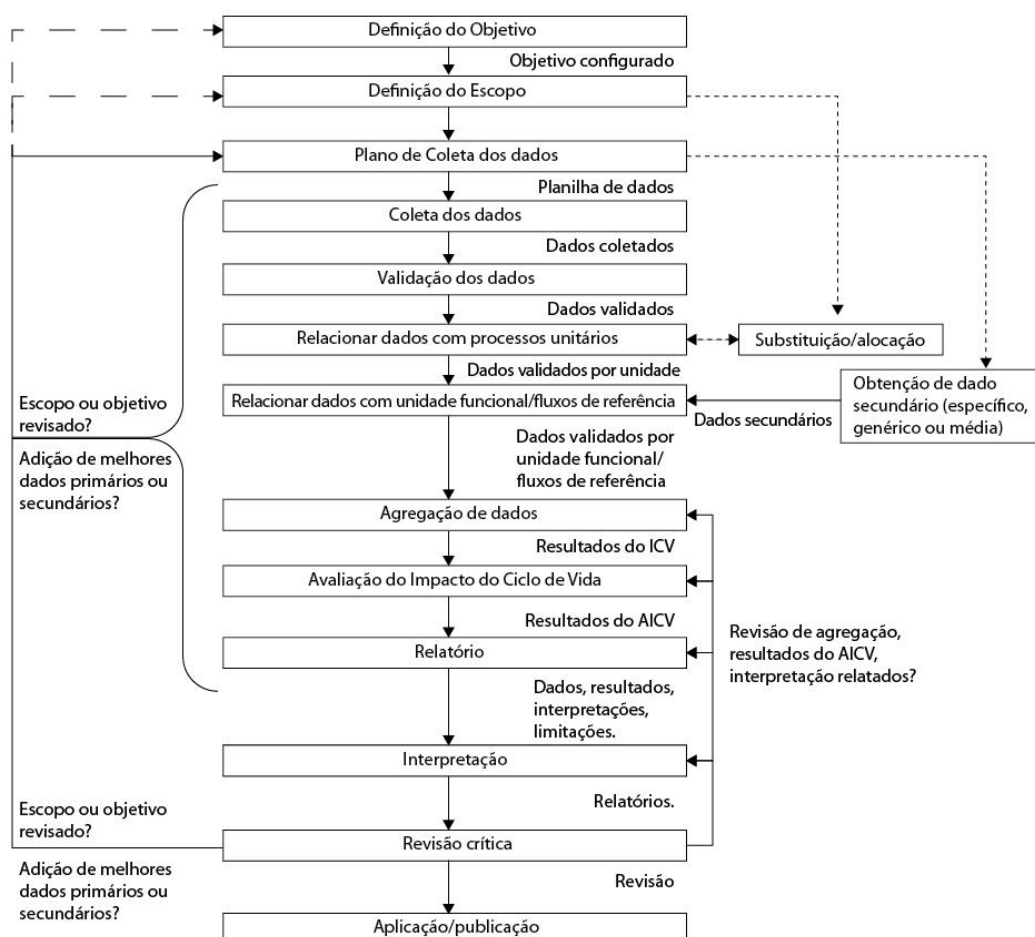 Definição do Objetivo
Objetivo configurado
Definição do Escopo
Plano de Coleta dos dados
Planilha de dados
Coleta dos dados
Dados coletados
Validação dos dados
Dados validados
Relacionar dados com processos unitários
Substituição/alocação
Dados validados por unidade
Relacionar dados com unidade funcional/fluxos de referência
Dados secundários
Obtenção de dado
secundário (específico,
genérico ou média)
Escopo ou objetivo
revisado?
Adição de melhores
dados primários ou
secundários?
Dados validados por
unidade funcional/
fluxos de referência
Agregação de dados
Resultados do ICV
Avaliação do Impacto do Ciclo de Vida
Resultados do AICV
Relatório
Revisão de agregação,
resultados do AICV,
interpretação relatados?
Dados, resultados,
interpretações,
limitações.
Interpretação
Relatórios.
Escopo ou objetivo
revisado?
Revisão crítica
Adição de melhores
dados primários ou
secundários?
Revisão
Aplicação/publicação